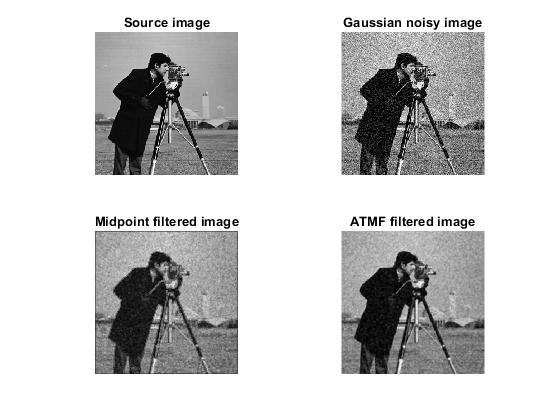 Source image
Gaussian noisy image
Midpoint filtered image
ATMF filtered image